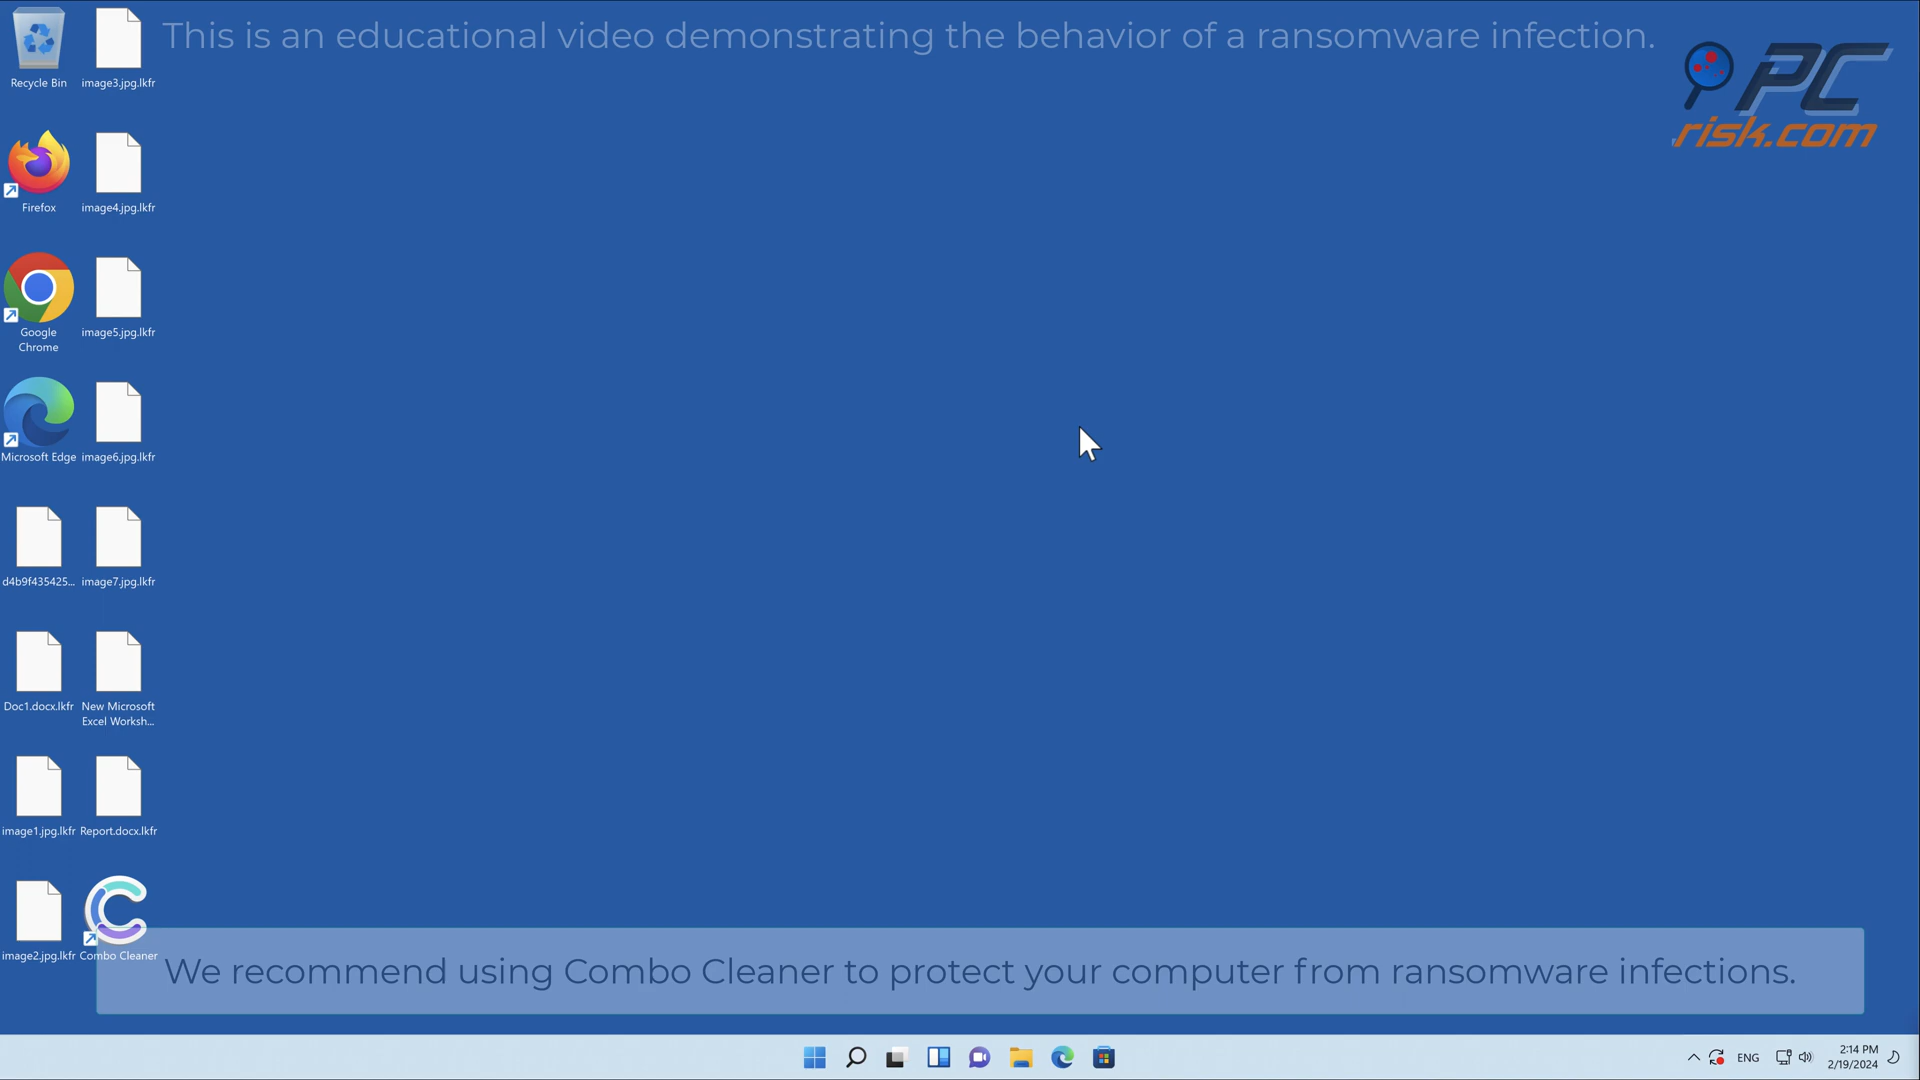 This is an educational video demonstrating the behavior of a ransomware infection.
PC
risk.com
Recycle Bin
image3.jpg.lkfr
Firefox
image4.jpg.lkfr
Google
Chrome
image5.jpg.lkfr
Microsoft Edge
image6.jpg.lkfr
d4b9f435425...
image7.jpg.lkfr
Doc1.docx.lkfr
New Microsoft
Excel Worksh...
image1.jpg.lkfr
Report.docx.lkfr
image2.jpg.lkfr
Combo Cleaner
We recommend using Combo Cleaner to protect your computer from ransomware infections.
ENG
2:14 PM
2/19/2024